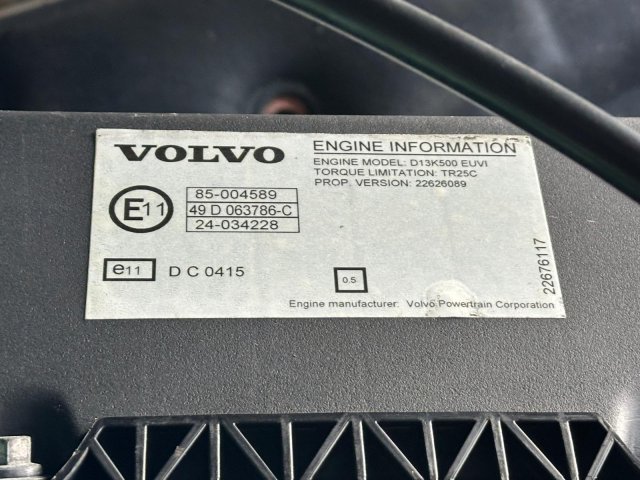 VOLVO
ENGINE INFORMATION
ENGINE MODEL: D13K500 EUVI
TORQUE LIMITATION: TR25C
PROP. VERSION: 22626089
E11
85-004589
49 D 063786-C
24-034228
e11
D C 0415
0.5
22676117
Engine manufacturer: Volvo Powertrain Corporation